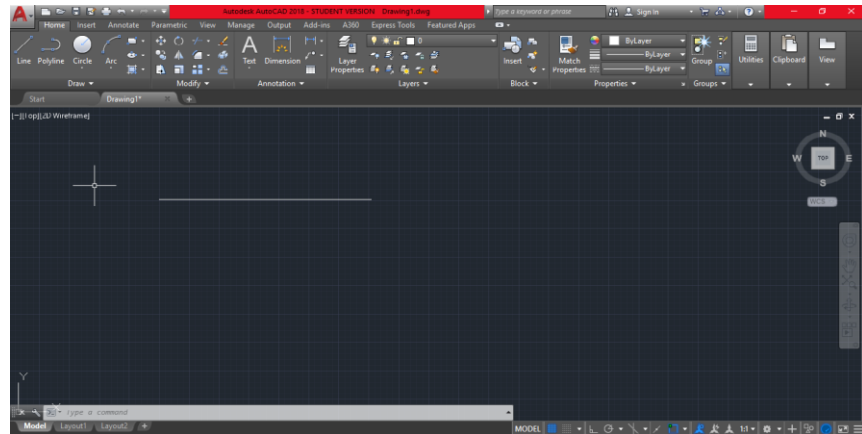 Autodesk AutoCAD 2018 - STUDENT VERSION Drawing1.dwg Type a keyword or phrase Sign In
Home Insert Annotate Parametric View Manage Output Add-ins A360 Express Tools Featured Apps
0 ByLayer
ByLayer
ByLayer
Line Polyline Circle Arc Text Dimension Layer Properties Insert Match Properties Group Utilities Clipboard View
Draw Modify Annotation Layers Block Properties Groups
Start Drawing1*
[-][Top][2D Wireframe]
N
W TOP E
S
WCS
Y
Type a command
Model Layout1 Layout2 MODEL 1:1